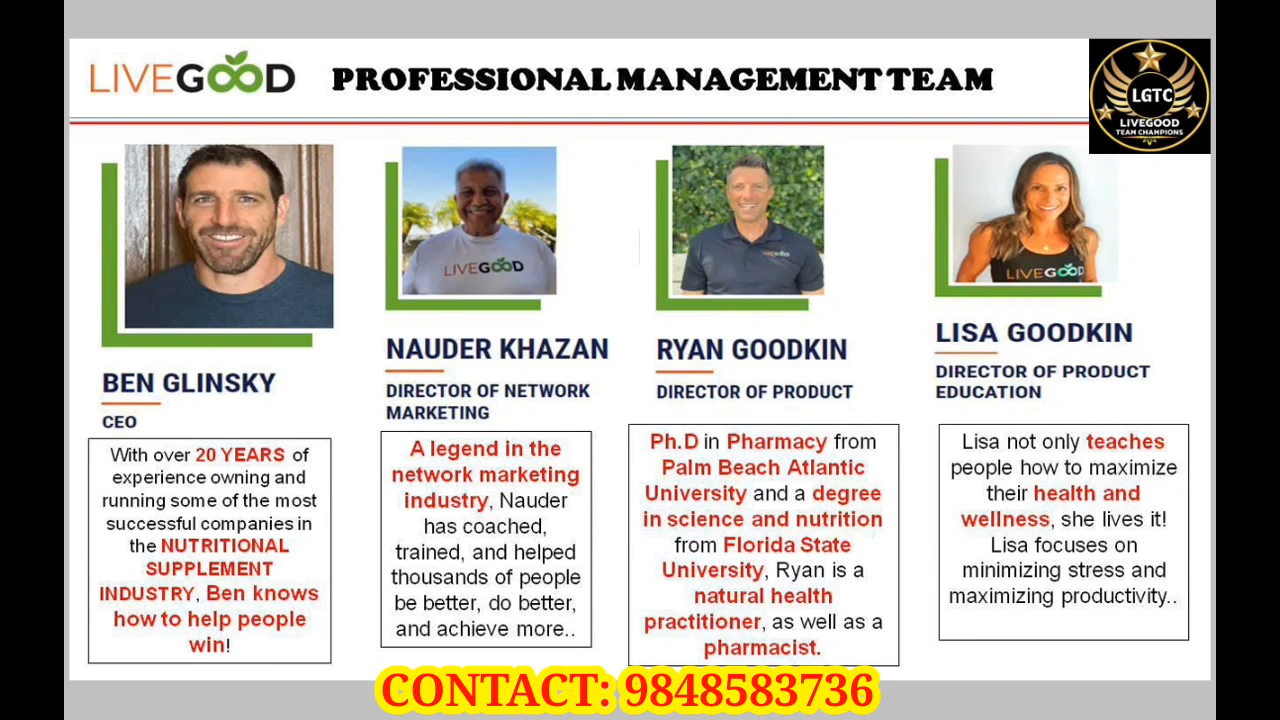 LIVEGOOD
PROFESSIONAL MANAGEMENT TEAM
LGTC
LIVEGOOD
TEAM CHAMPIONS
BEN GLINSKY
CEO
With over 20 YEARS of
experience owning and
running some of the most
successful companies in
the NUTRITIONAL
SUPPLEMENT
INDUSTRY, Ben knows
how to help people
win!
LIVEGOOD
NAUDER KHAZAN
DIRECTOR OF NETWORK
MARKETING
A legend in the
network marketing
industry, Nauder
has coached,
trained, and helped
thousands of people
be better, do better,
and achieve more..
RYAN GOODKIN
DIRECTOR OF PRODUCT
Ph.D in Pharmacy from
Palm Beach Atlantic
University and a degree
in science and nutrition
from Florida State
University, Ryan is a
natural health
practitioner, as well as a
pharmacist.
LIVEGOOD
LISA GOODKIN
DIRECTOR OF PRODUCT
EDUCATION
Lisa not only teaches
people how to maximize
their health and
wellness, she lives it!
Lisa focuses on
minimizing stress and
maximizing productivity..
CONTACT: 9848583736